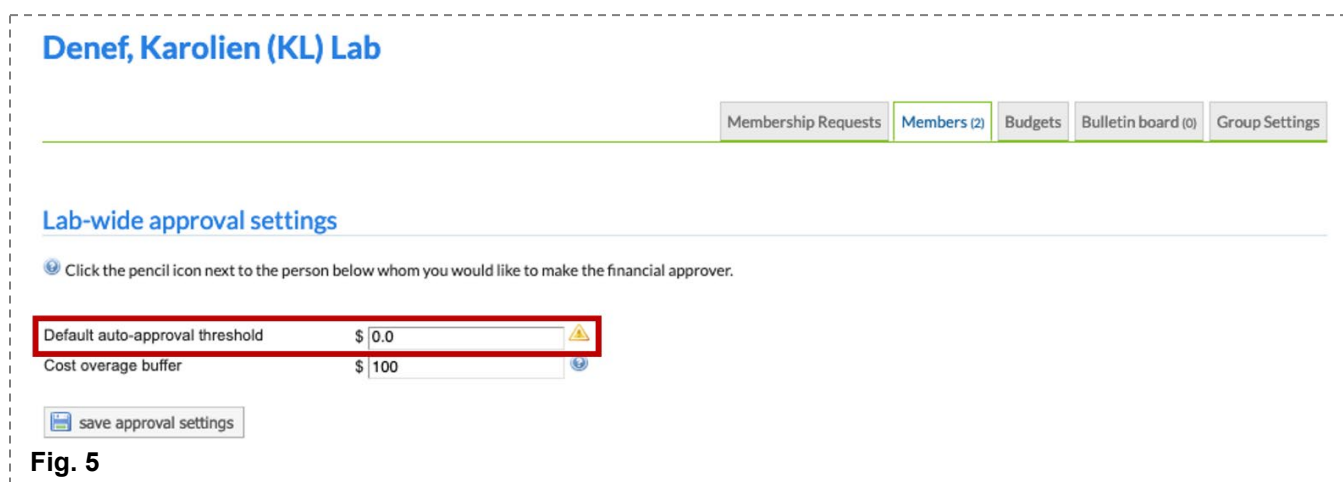 Denef, Karolien (KL) Lab
Membership Requests Members (2) Budgets Bulletin board (0) Group Settings
Lab-wide approval settings
Click the pencil icon next to the person below whom you would like to make the financial approver.
Default auto-approval threshold $ 0.0
Cost overage buffer $ 100
save approval settings
Fig. 5